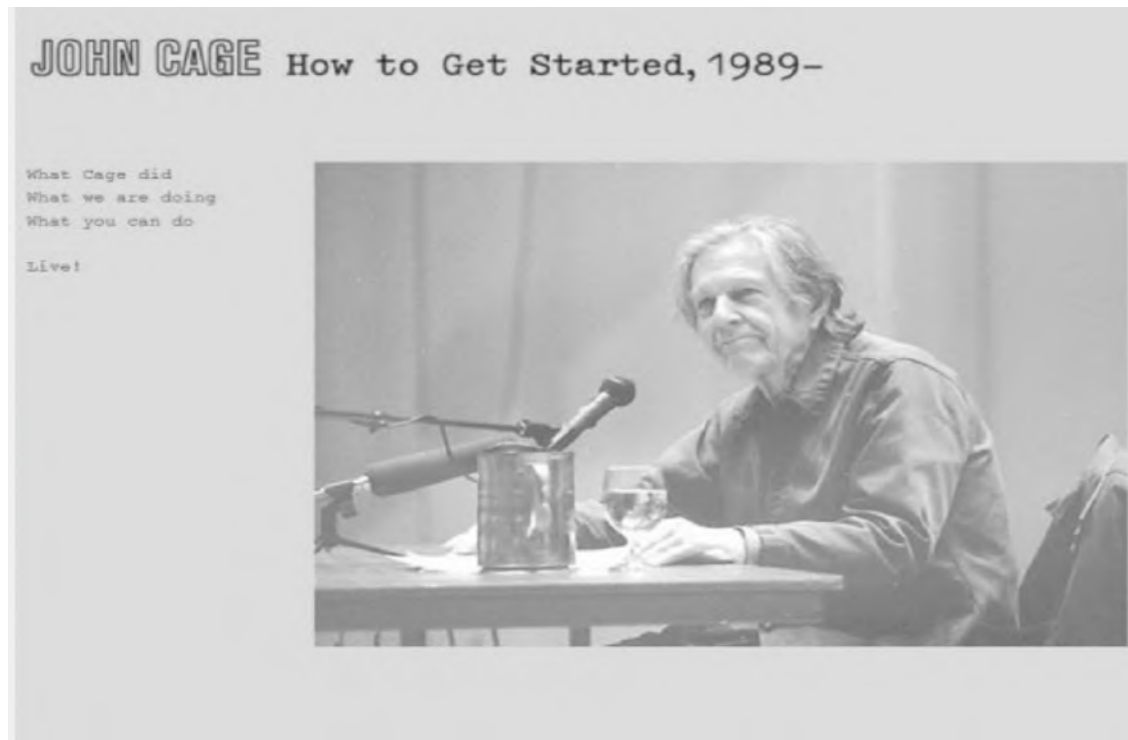 JOHN CAGE How to Get Started, 1989–
What Cage did
What we are doing
What you can do
Live!